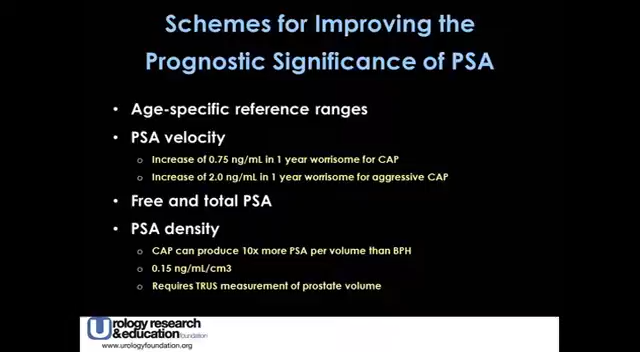 Schemes for Improving the
Prognostic Significance of PSA
• Age-specific reference ranges
• PSA velocity
o Increase of 0.75 ng/mL in 1 year worrisome for CAP
o Increase of 2.0 ng/mL in 1 year worrisome for aggressive CAP
• Free and total PSA
• PSA density
o CAP can produce 10x more PSA per volume than BPH
o 0.15 ng/mL/cm3
o Requires TRUS measurement of prostate volume
Urology research
& education foundation
www.urologyfoundation.org